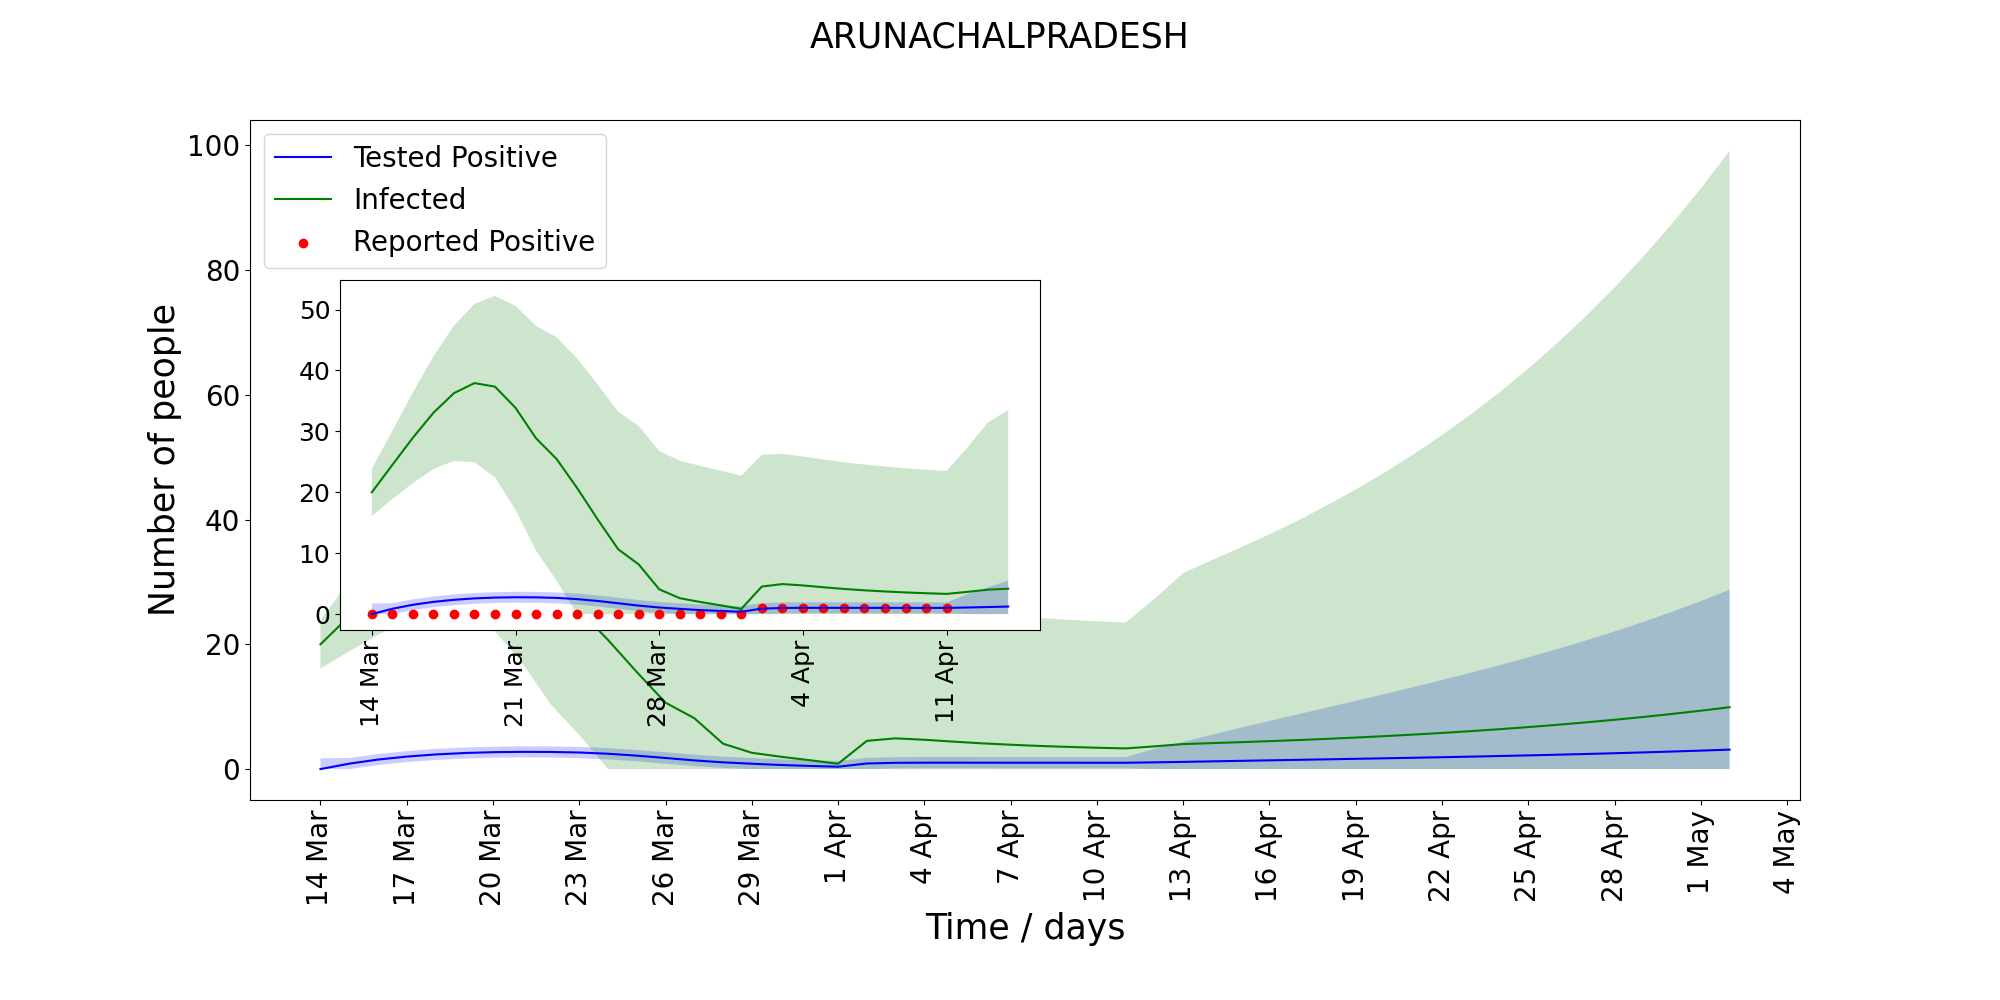 ARUNACHALPRADESH
Tested Positive
Infected
Reported Positive
Number of people
100
80
60
40
20
0
50
40
30
20
10
0
14 Mar
21 Mar
28 Mar
4 Apr
11 Apr
14 Mar
17 Mar
20 Mar
23 Mar
26 Mar
29 Mar
1 Apr
4 Apr
7 Apr
10 Apr
13 Apr
16 Apr
19 Apr
22 Apr
25 Apr
28 Apr
1 May
4 May
Time / days